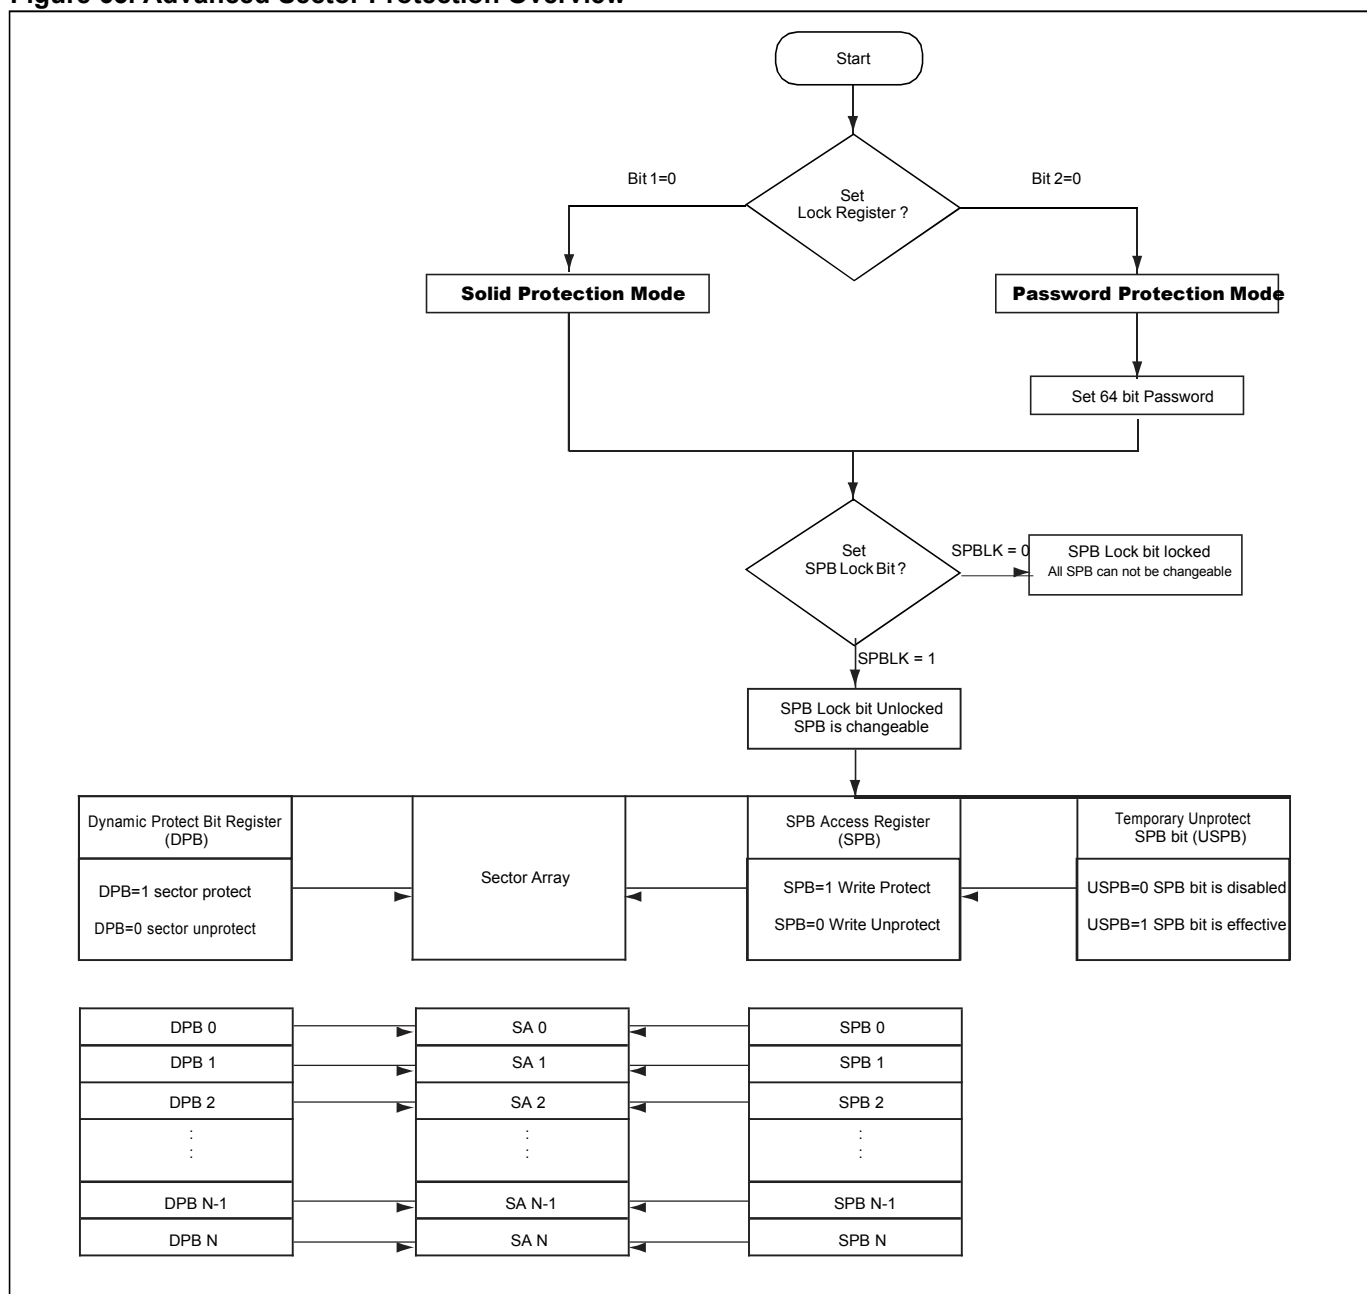 Start
Bit 1=0
Bit 2=0
Set
Lock Register ?
Solid Protection Mode
Password Protection Mode
Set 64 bit Password
Set
SPB Lock Bit ?
SPBLK = 0
SPB Lock bit locked
All SPB can not be changeable
SPBLK = 1
SPB Lock bit Unlocked
SPB is changeable
Dynamic Protect Bit Register
(DPB)
DPB=1 sector protect
DPB=0 sector unprotect
Sector Array
SPB Access Register
(SPB)
SPB=1 Write Protect
SPB=0 Write Unprotect
Temporary Unprotect
SPB bit (USPB)
USPB=0 SPB bit is disabled
USPB=1 SPB bit is effective
DPB 0
SA 0
SPB 0
DPB 1
SA 1
SPB 1
DPB 2
SA 2
SPB 2
: :
: :
: :
DPB N-1
SA N-1
SPB N-1
DPB N
SA N
SPB N